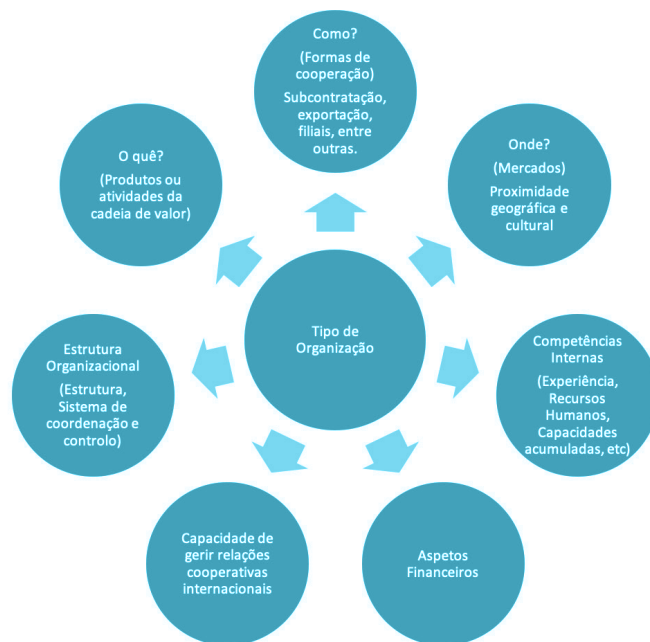 Como?
(Formas de
cooperação)
Subcontratação,
exportação,
filiais, entre
outras.
Onde?
(Mercados)
Proximidade
geográfica e
cultural
Competências
Internas
(Experiência,
Recursos
Humanos,
Capacidades
acumuladas, etc)
Aspetos
Financeiros
Capacidade de
gerir relações
cooperativas
internacionais
Estrutura
Organizacional
(Estrutura,
Sistema de
coordenação e
controlo)
O quê?
(Produtos ou
atividades da
cadeia de valor)
Tipo de
Organização